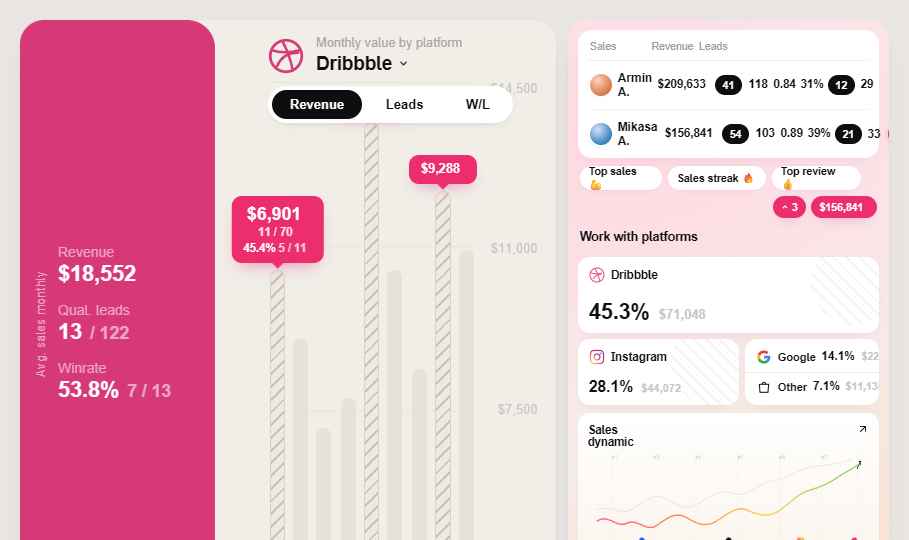 Avg. sales monthly
Revenue
$18,552
Qual. leads
13 / 122
Winrate
53.8% 7 / 13
Monthly value by platform
Dribbble
Revenue Leads W/L
$9,288
$6,901
11 / 70
45.4% 5 / 11
$11,000
$7,500
Sales Revenue Leads
Armin A. $209,633 41 118 0.84 31% 12 29
Mikasa A. $156,841 54 103 0.89 39% 21 33
Top sales 💪
Sales streak 🔥
Top review 👍
3 $156,841
Work with platforms
Dribbble
45.3% $71,048
Instagram
28.1% $44,072
Google 14.1% $22
Other 7.1% $11,13
Sales
dynamic